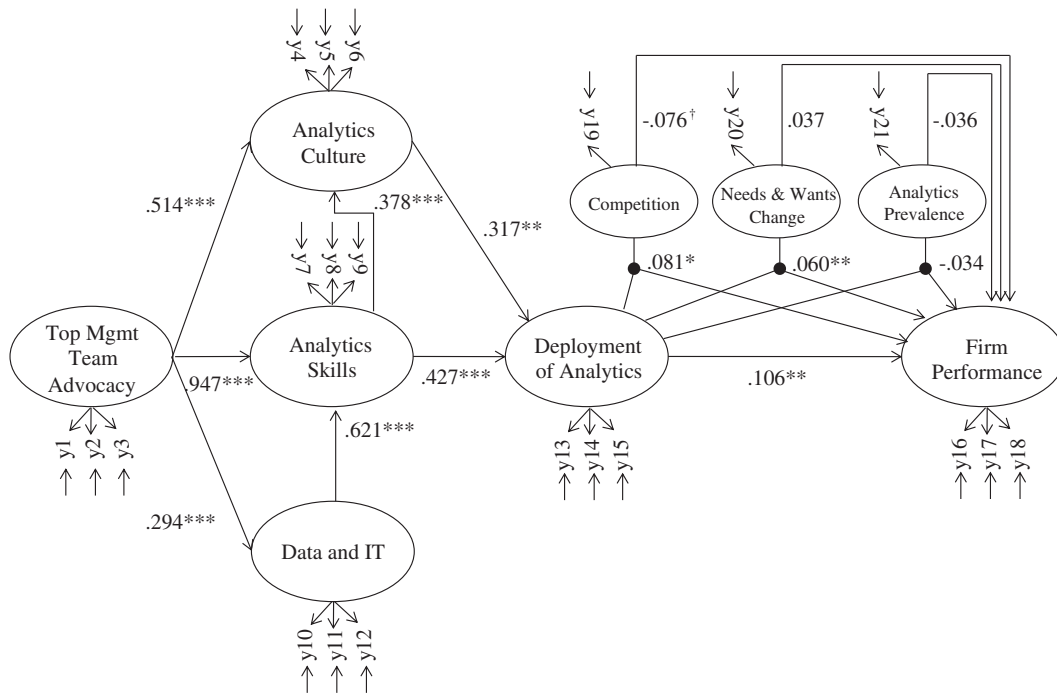 y4
y5
y6
Analytics
Culture
.514***
.378***
.317**
y7
y8
y9
Top Mgmt
Team
Advocacy
.947***
Analytics
Skills
.427***
.621***
.294***
Data and IT
y1
y2
y3
y10
y11
y12
Deployment
of Analytics
y13
y14
y15
y19
y20
y21
-.076†
.037
-.036
Competition
Needs & Wants
Change
Analytics
Prevalence
.081*
.060**
-.034
.106**
Firm
Performance
y16
y17
y18